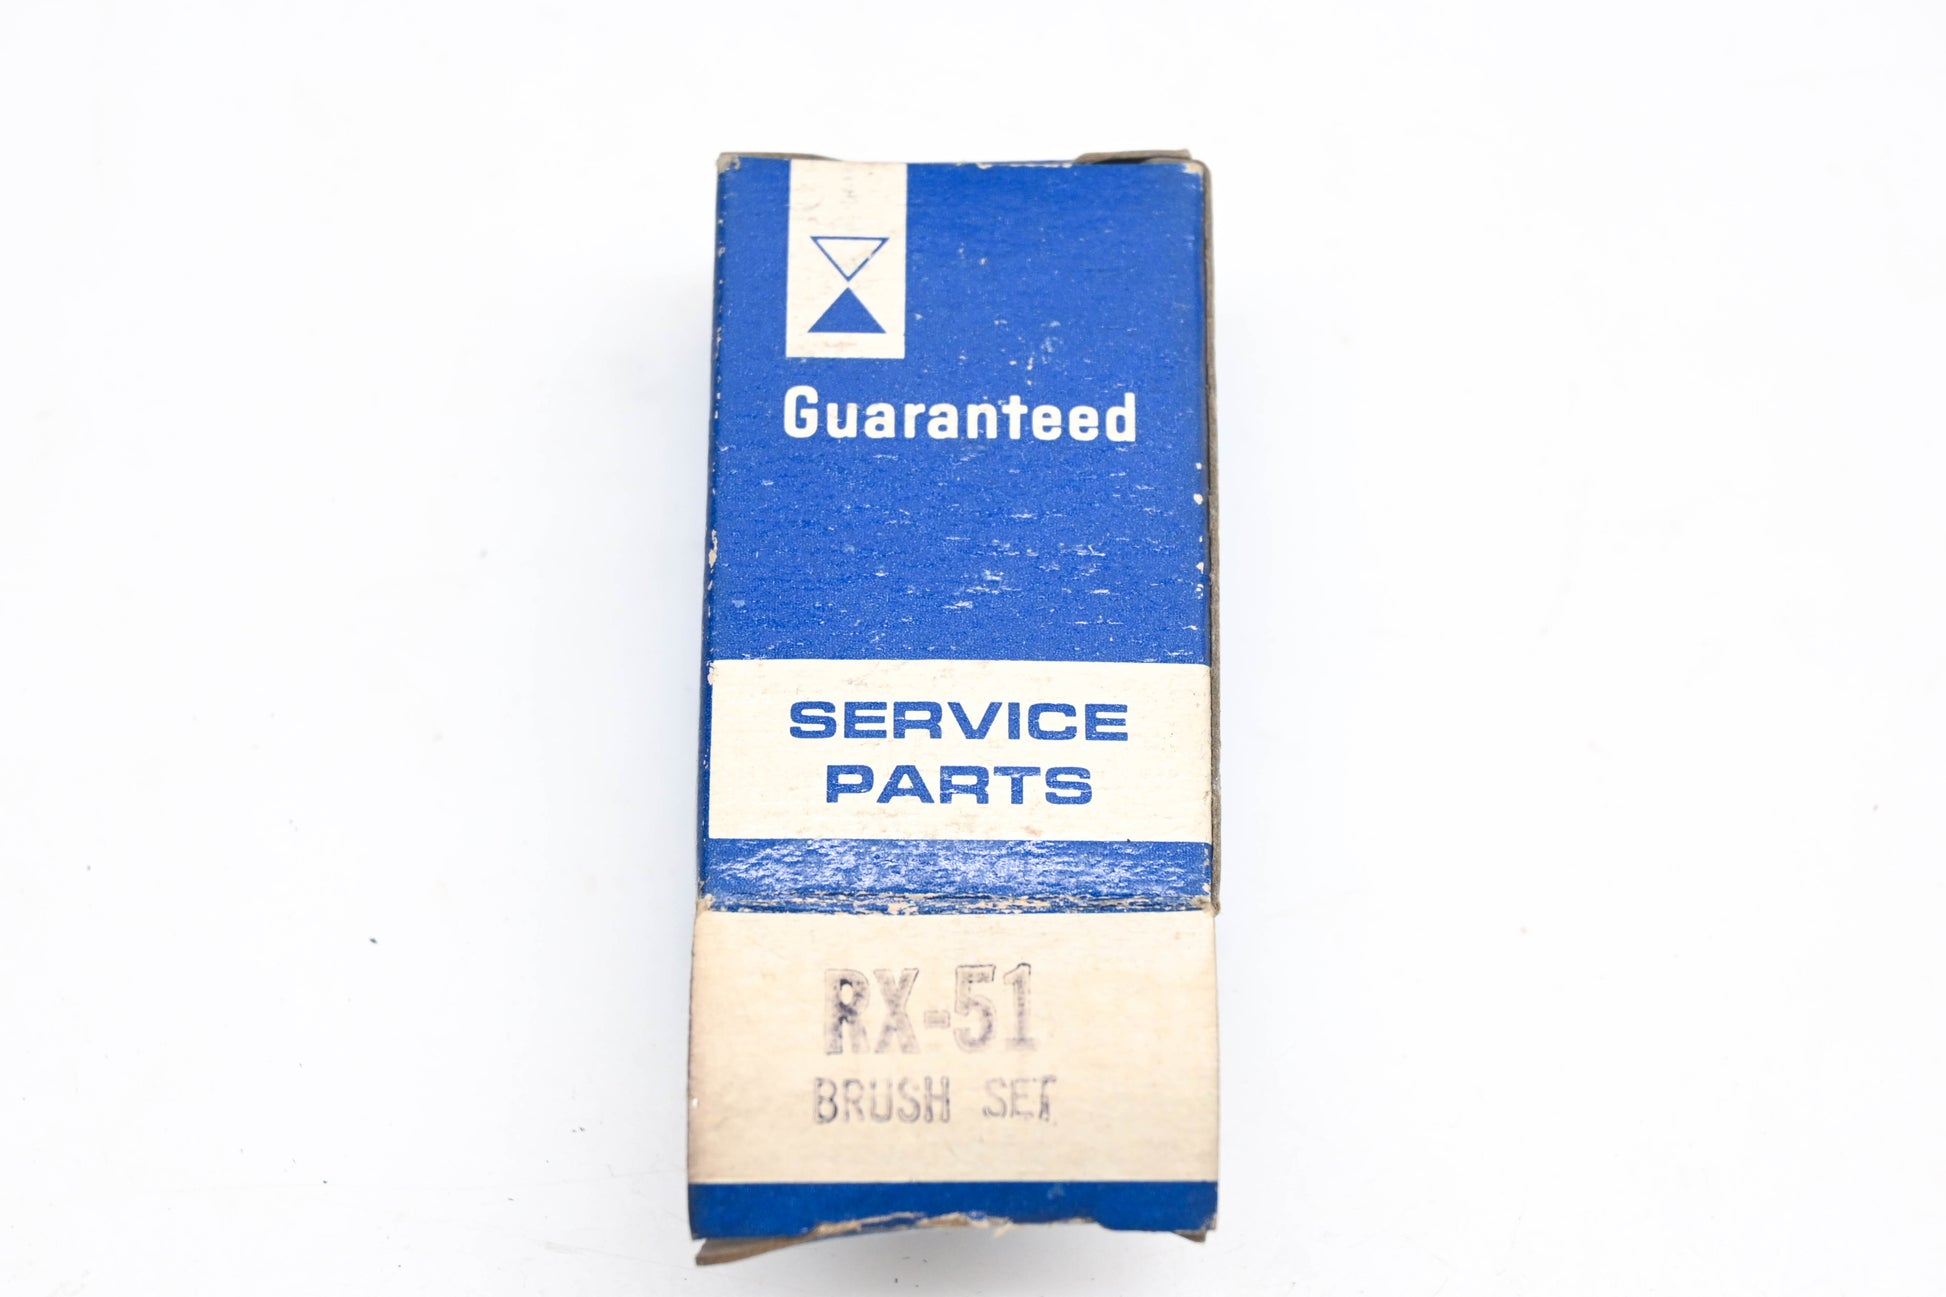 Guaranteed
SERVICE
PARTS
RX-51
BRUSH SET